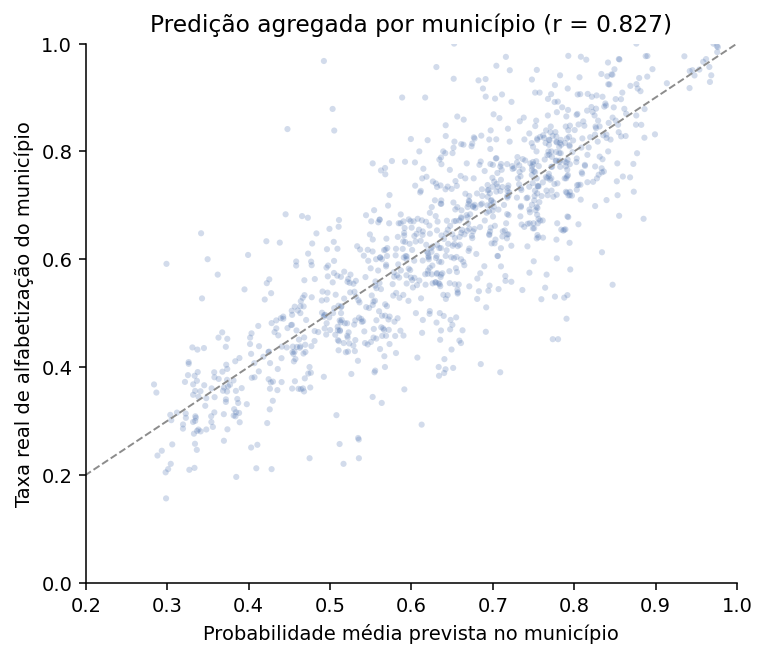 Predição agregada por município (r = 0.827)
Taxa real de alfabetização do município
1.0
0.8
0.6
0.4
0.2
0.0
0.2 0.3 0.4 0.5 0.6 0.7 0.8 0.9 1.0
Probabilidade média prevista no município